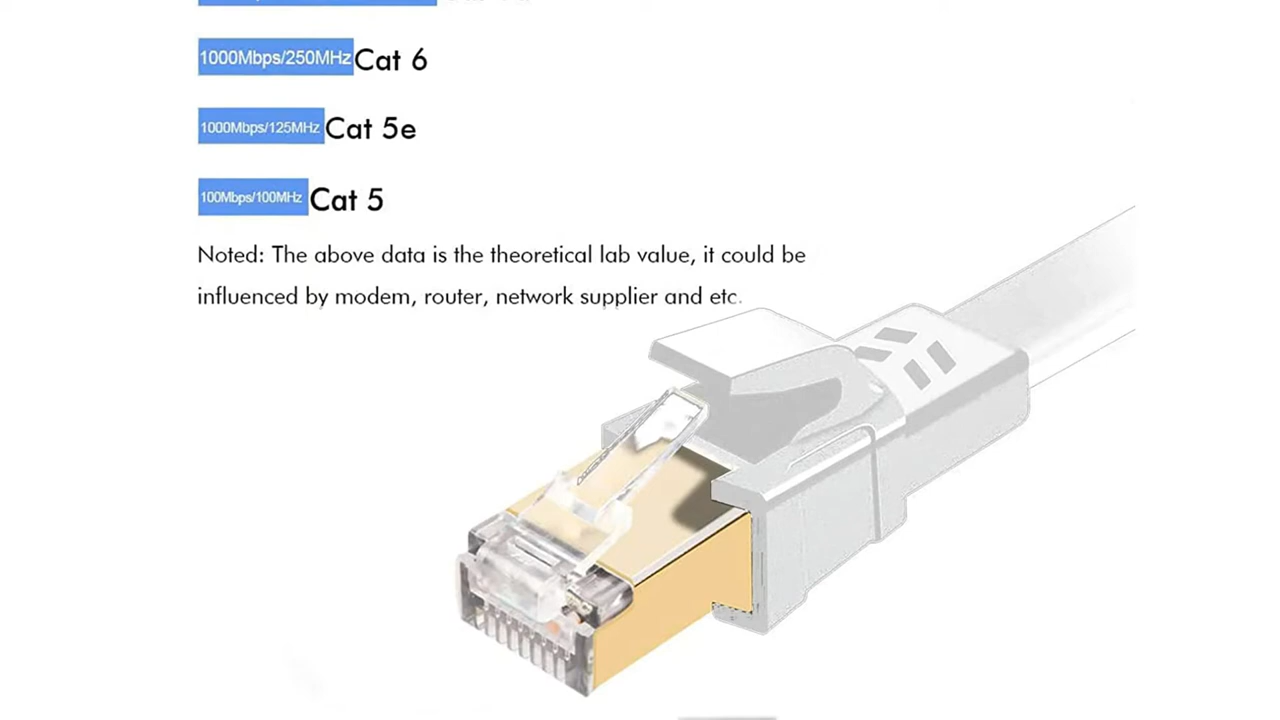 1000Mbps/250MHz Cat 6
1000Mbps/125MHz Cat 5e
100Mbps/100MHz Cat 5
Noted: The above data is the theoretical lab value, it could be
influenced by modem, router, network supplier and etc.